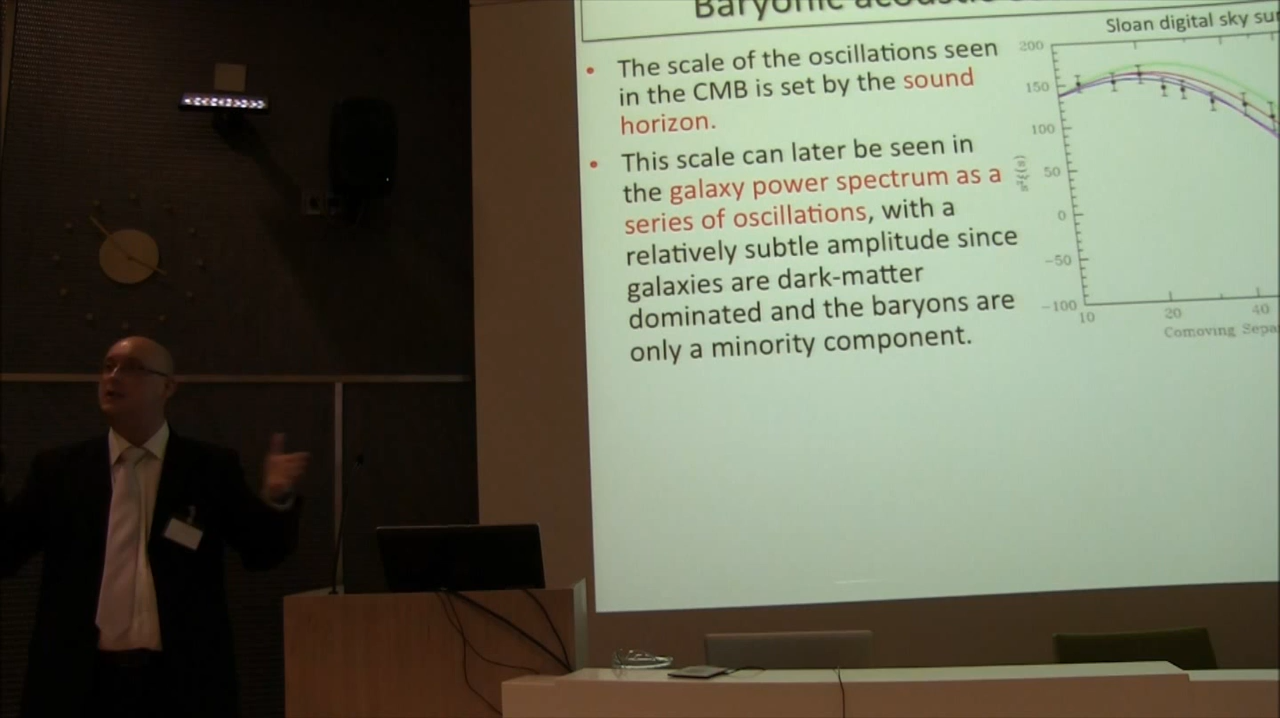 Baryonic acoustic
Sloan digital sky
• The scale of the oscillations seen
in the CMB is set by the sound
horizon.
• This scale can later be seen in
the galaxy power spectrum as a
series of oscillations, with a
relatively subtle amplitude since
galaxies are dark-matter
dominated and the baryons are
only a minority component.
200
150
100
50
0
−50
−100
10 20 40
Comoving